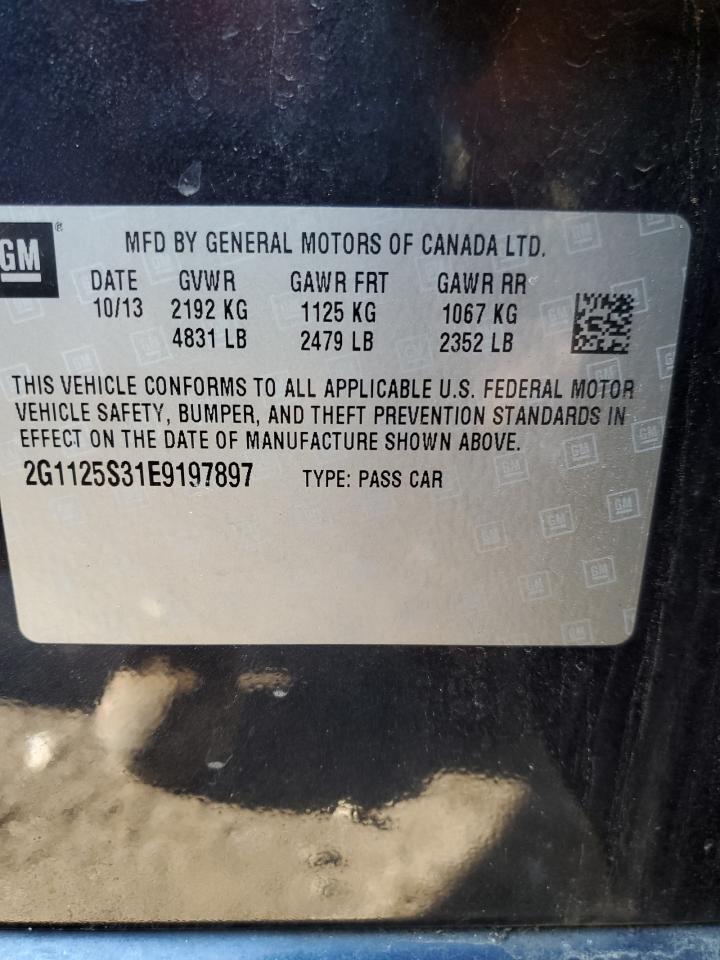 GM®
MFD BY GENERAL MOTORS OF CANADA LTD.
DATE GVWR GAWR FRT GAWR RR
10/13 2192 KG 1125 KG 1067 KG
4831 LB 2479 LB 2352 LB
THIS VEHICLE CONFORMS TO ALL APPLICABLE U.S. FEDERAL MOTOR
VEHICLE SAFETY, BUMPER, AND THEFT PREVENTION STANDARDS IN
EFFECT ON THE DATE OF MANUFACTURE SHOWN ABOVE.
2G1125S31E9197897 TYPE: PASS CAR